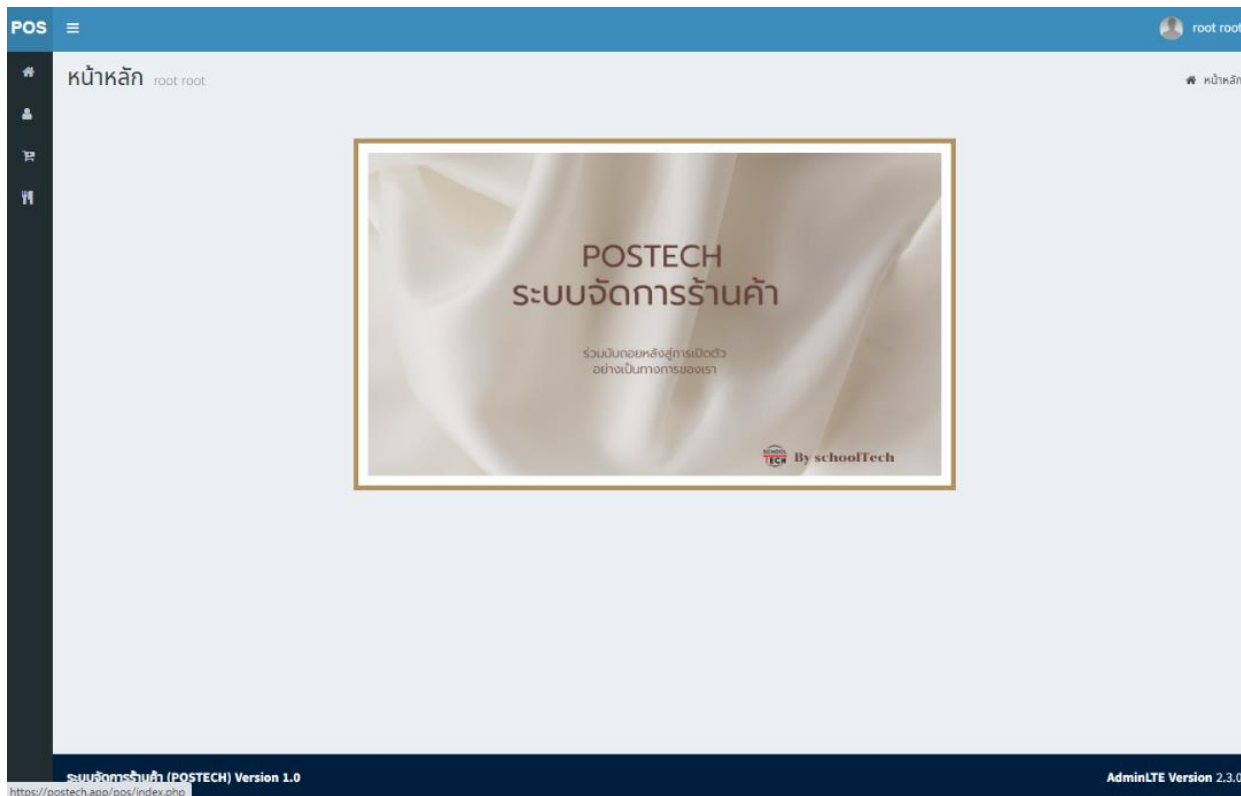 POS
root root
หน้าหลัก root root
หน้าหลัก
POSTECH
ระบบจัดการร้านค้า
ร่วมนับถอยหลังสู่การเปิดตัว
อย่างเป็นทางการของเรา
SCHOOL
TECH
By schoolTech
ระบบจัดการร้านค้า (POSTECH) Version 1.0
AdminLTE Version 2.3.0
https://postech.app/pos/index.php